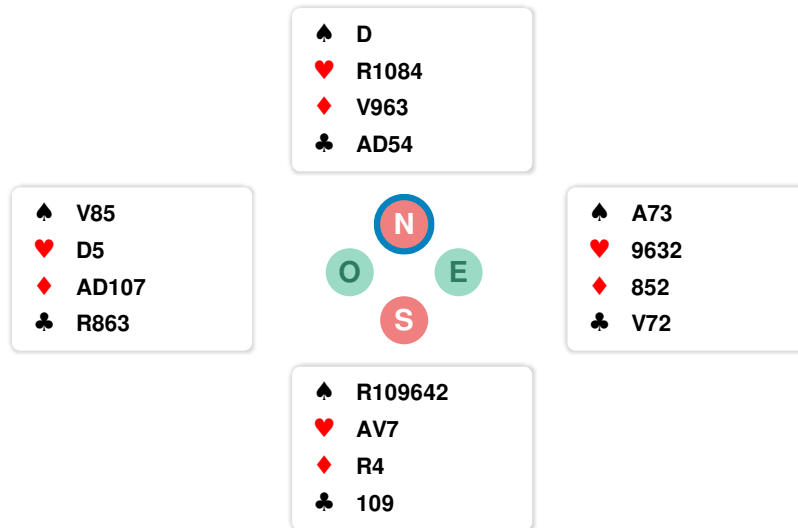 ♠ D
♥ R1084
♦ V963
♣ AD54
♠ V85
♥ D5
♦ AD107
♣ R863
N
O E
S
♠ A73
♥ 9632
♦ 852
♣ V72
♠ R109642
♥ AV7
♦ R4
♣ 109